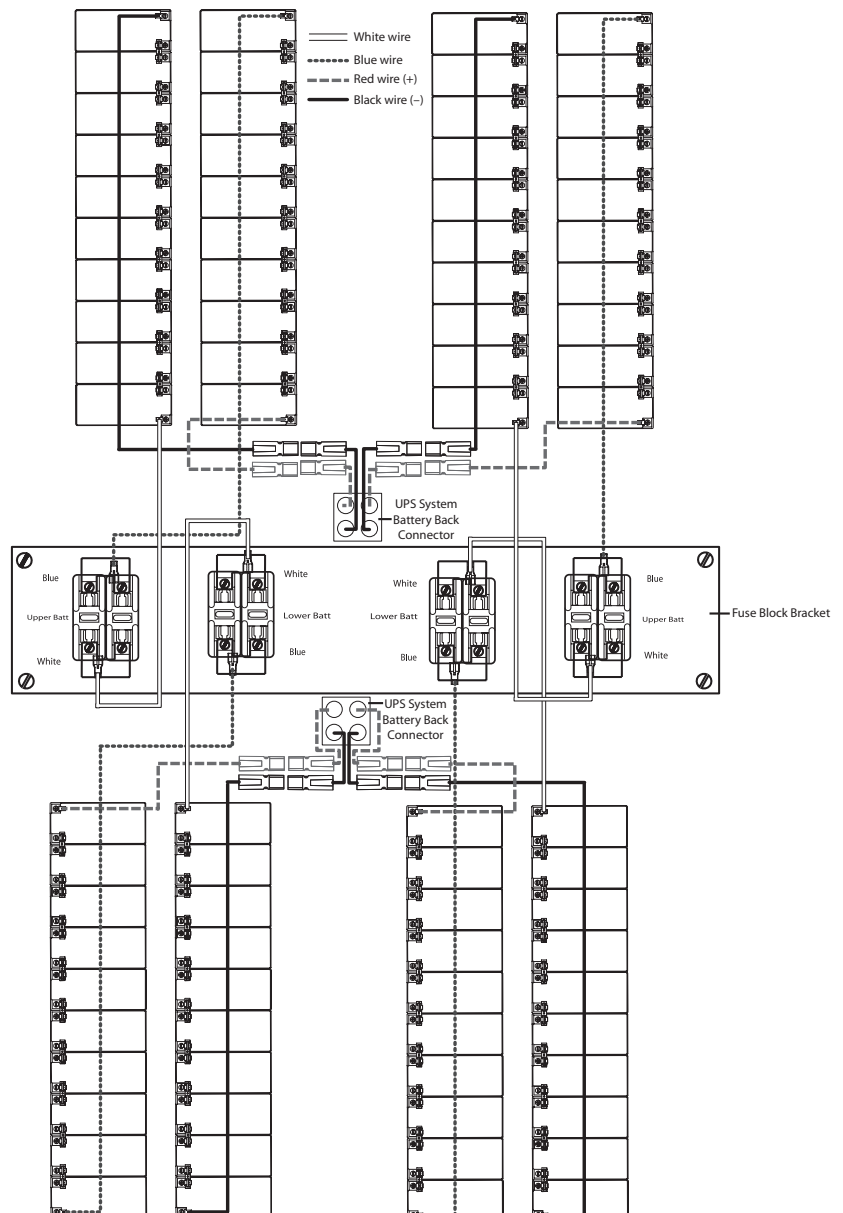 White wire
Blue wire
Red wire (+)
Black wire (–)
UPS System
Battery Back
Connector
Blue
White
White
Blue
Upper Batt
Lower Batt
Lower Batt
Upper Batt
Fuse Block Bracket
White
Blue
Blue
White
UPS System
Battery Back
Connector